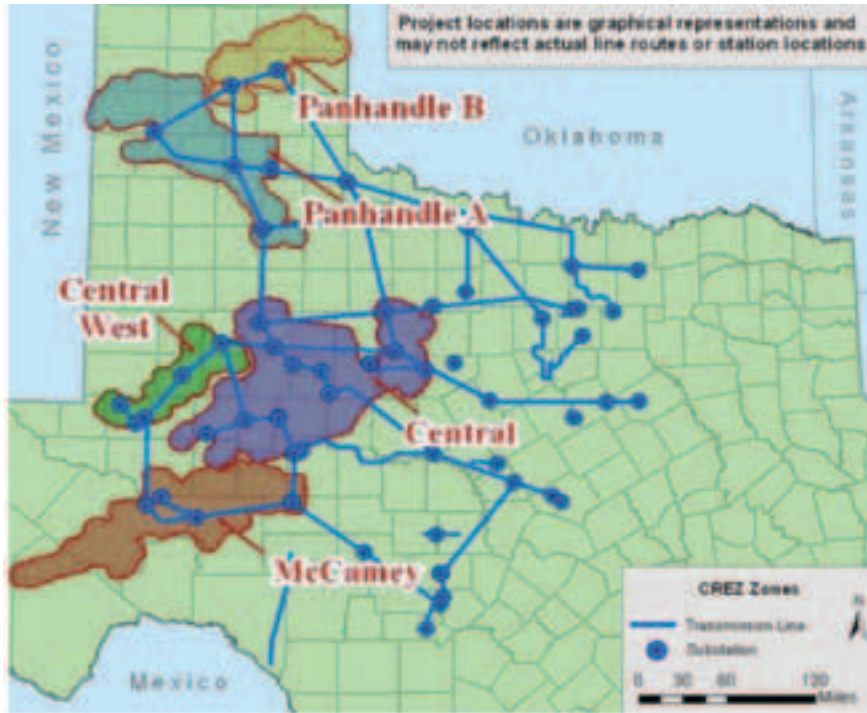 Project locations are graphical representations and
may not reflect actual line routes or station locations
New Mexico
Oklahoma
Arkansas
Panhandle B
Panhandle A
Central
West
Central
McCamey
Mexico
CREZ Zones
N
Transmission Line
Substation
0 30 60 120
Miles